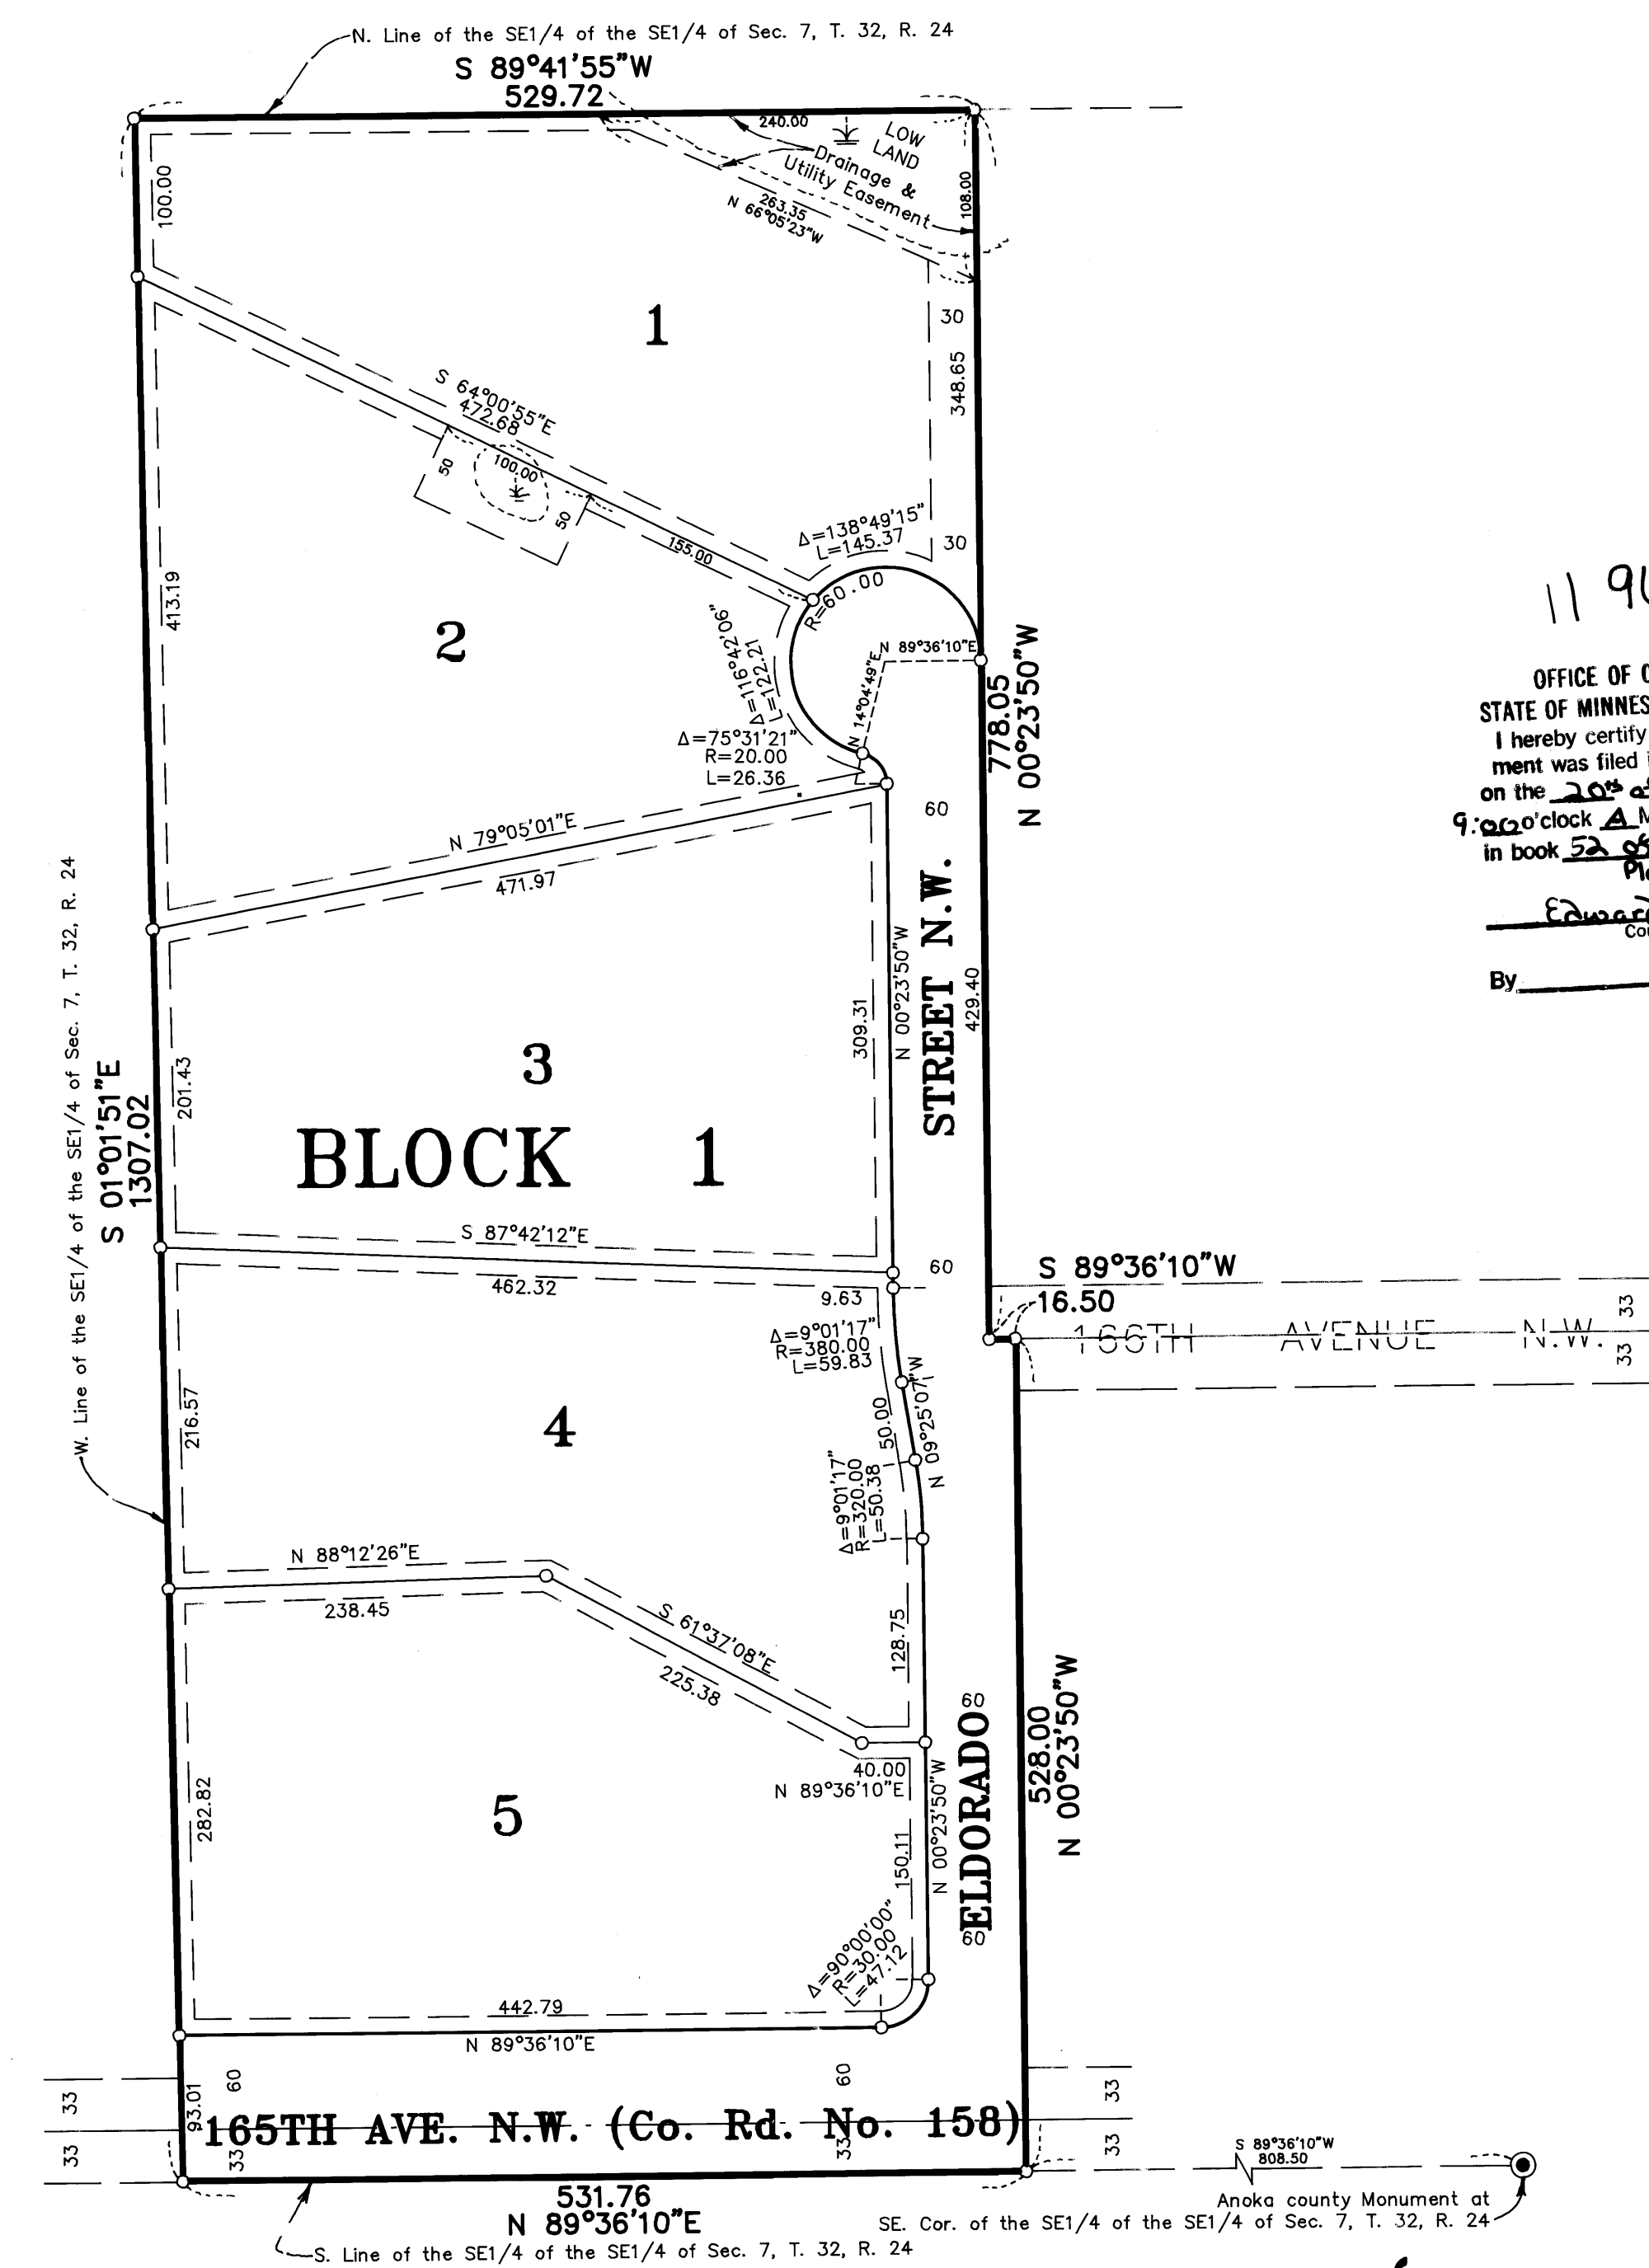 N. Line of the SE1/4 of the SE1/4 of Sec. 7, T. 32, R. 24
S 89°41'55"W
529.72
240.00
LOW
LAND
Drainage &
Utility Easement
108.00
263.35
N 66°05'23"W
100.00
1
30
348.65
S 64°00'55"E
472.68
100.00
50
50
155.00
Δ=138°49'15"
L=145.37
30
R=60.00
413.19
2
Δ=116°42'06"
L=122.21
N 89°36'10"E
N 14°04'49"E
Δ=75°31'21"
R=20.00
L=26.36
778.05
N 00°23'50"W
60
N 79°05'01"E
471.97
OFFICE OF
STATE OF MINNES
I hereby certify
ment was filed
on the 20th
9:00 o'clock A M
in book 52
Edward
By
N 00°23'50"W
STREET N.W.
429.40
309.31
201.43
3
BLOCK 1
W. Line of the SE1/4 of the SE1/4 of Sec. 7, T. 32, R. 24
S 01°01'51"E
1307.02
S 87°42'12"E
462.32
60
9.63
S 89°36'10"W
16.50
166TH AVENUE N.W.
33
33
Δ=9°01'17"
R=380.00
L=59.83
216.57
4
50.00
N 09°25'07"W
Δ=9°01'17"
R=320.00
L=50.38
N 88°12'26"E
238.45
S 61°37'08"E
225.38
128.75
60
ELDORADO
60
528.00
N 00°23'50"W
40.00
N 89°36'10"E
282.82
5
150.11
N 00°23'50"W
Δ=90°00'00"
R=30.00
L=47.12
442.79
N 89°36'10"E
60
60
33
33
93.01
165TH AVE. N.W. (Co. Rd. No. 158)
33
33
33
33
S 89°36'10"W
808.50
531.76
N 89°36'10"E
Anoka county Monument at
SE. Cor. of the SE1/4 of the SE1/4 of Sec. 7, T. 32, R. 24
S. Line of the SE1/4 of the SE1/4 of Sec. 7, T. 32, R. 24